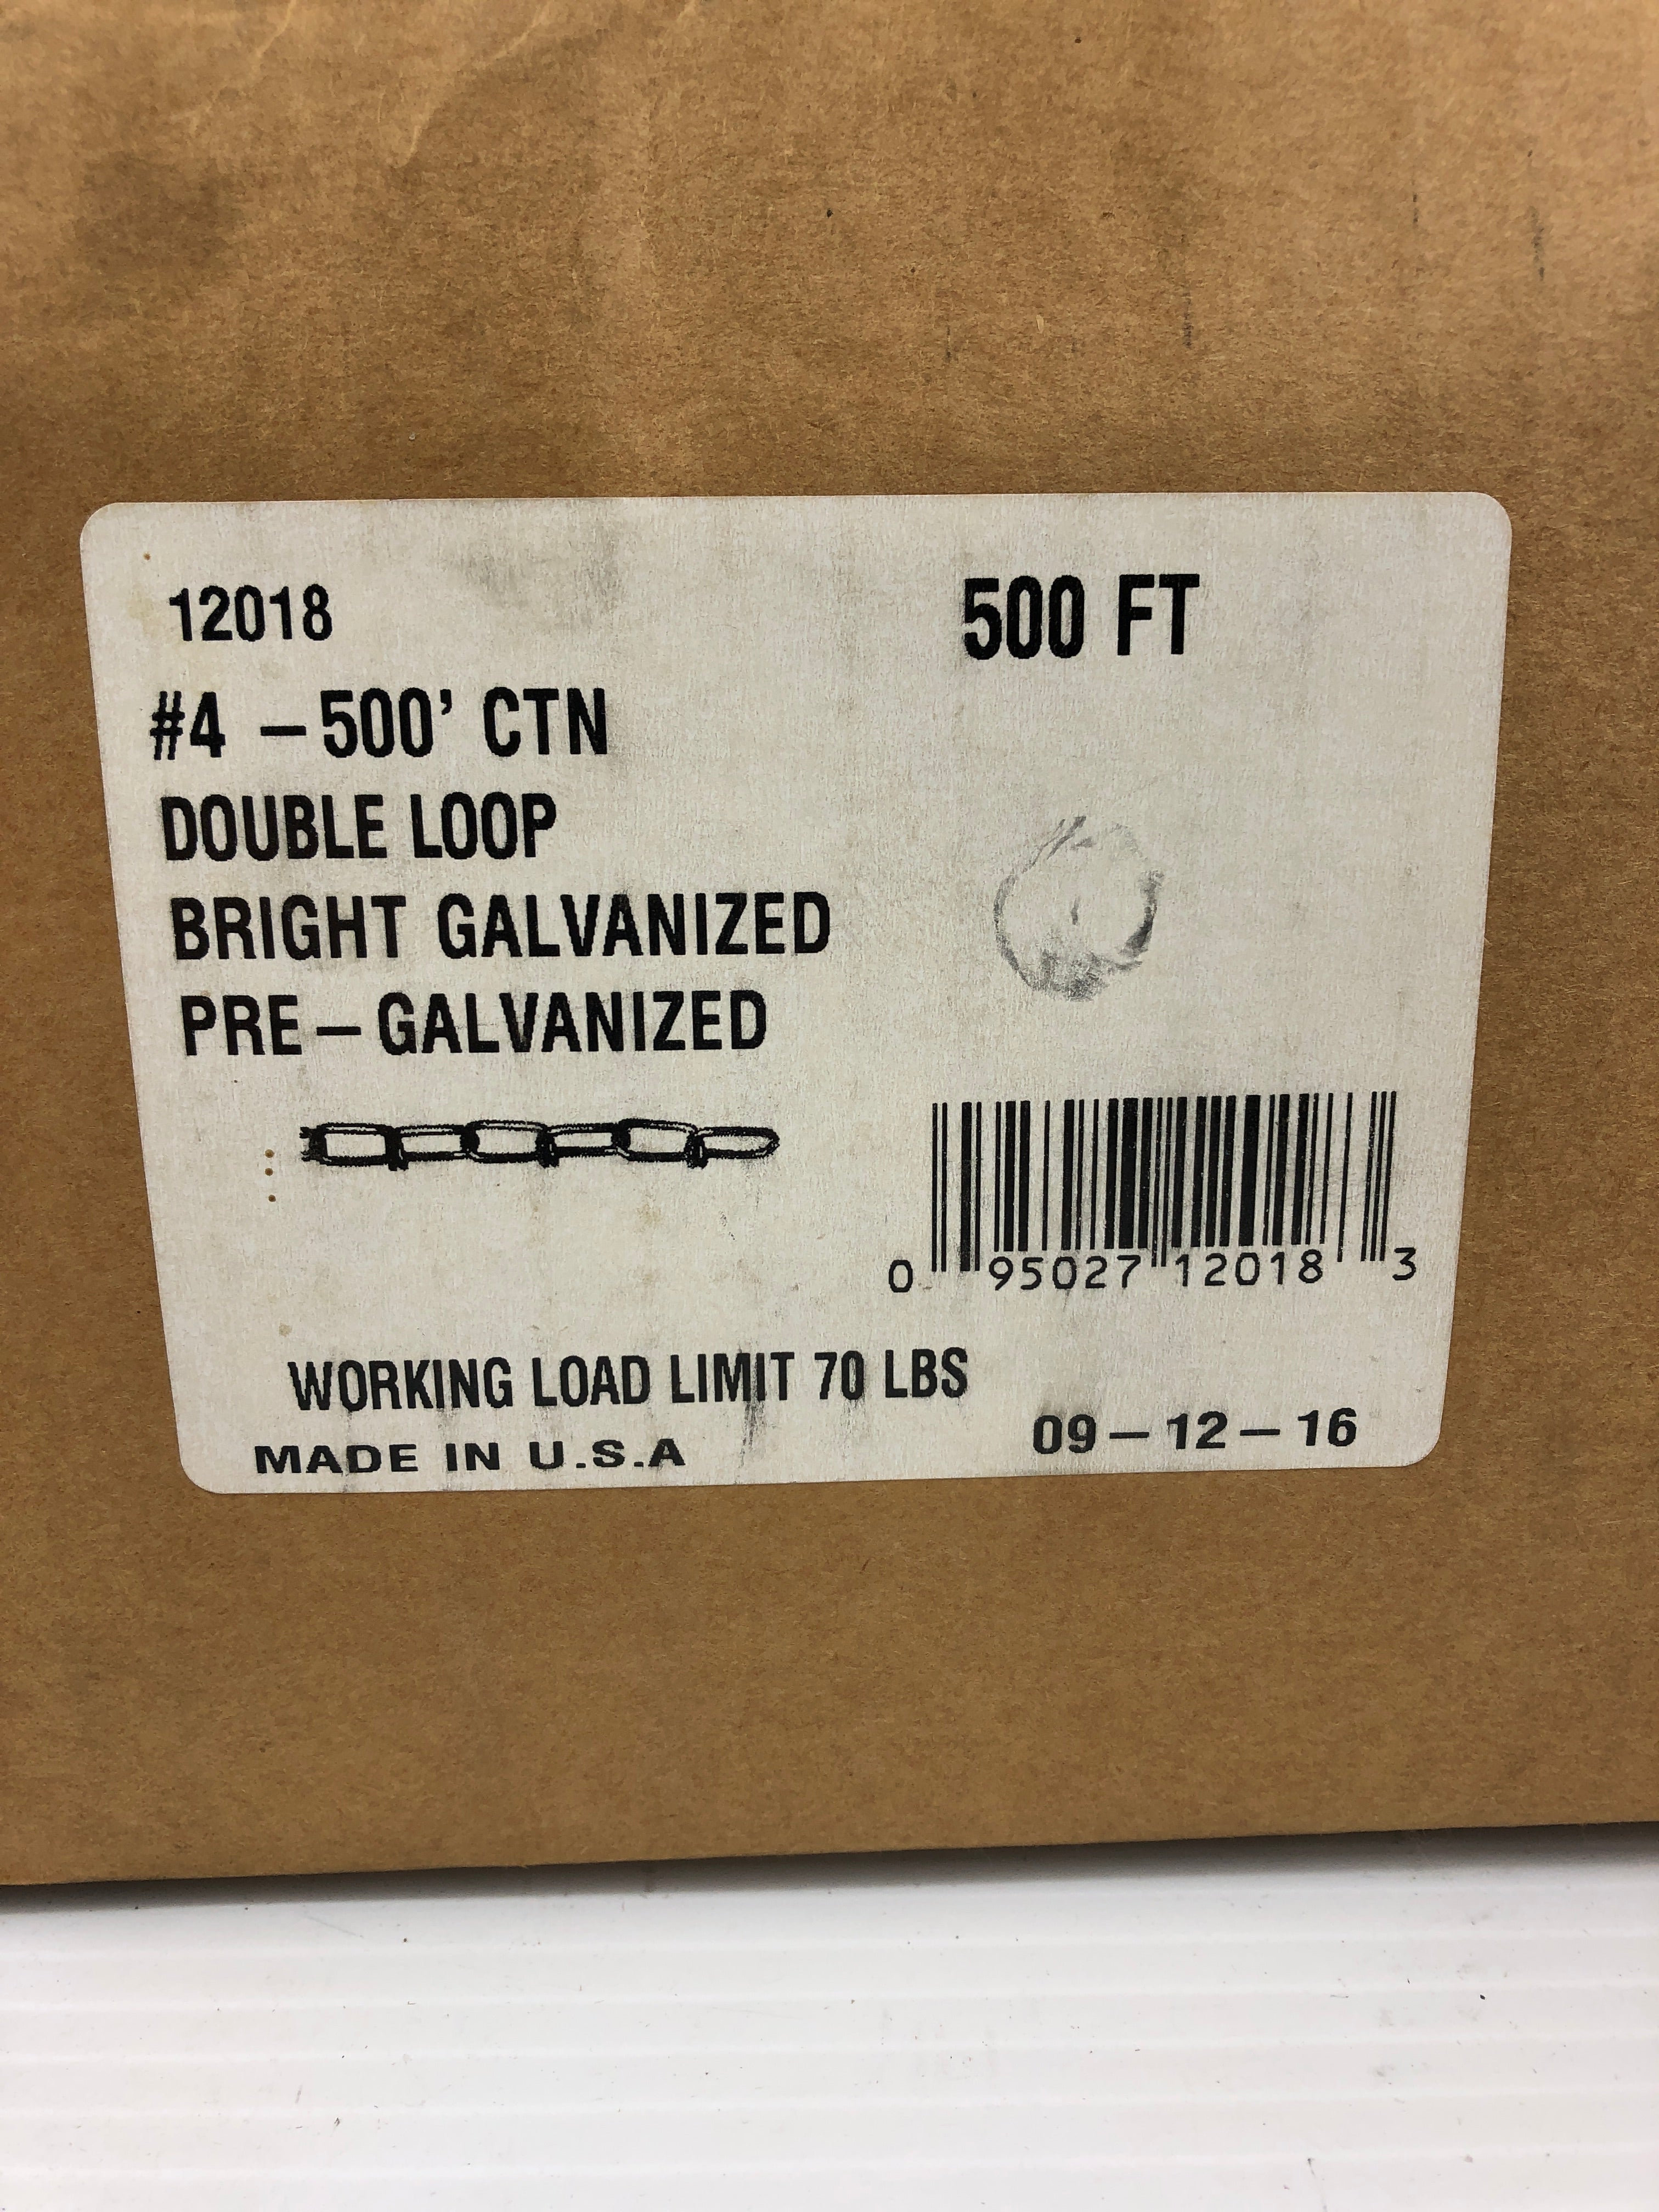 12018
500 FT
#4 – 500' CTN
DOUBLE LOOP
BRIGHT GALVANIZED
PRE – GALVANIZED
0 95027 12018 3
WORKING LOAD LIMIT 70 LBS
MADE IN U.S.A
09 – 12 – 16